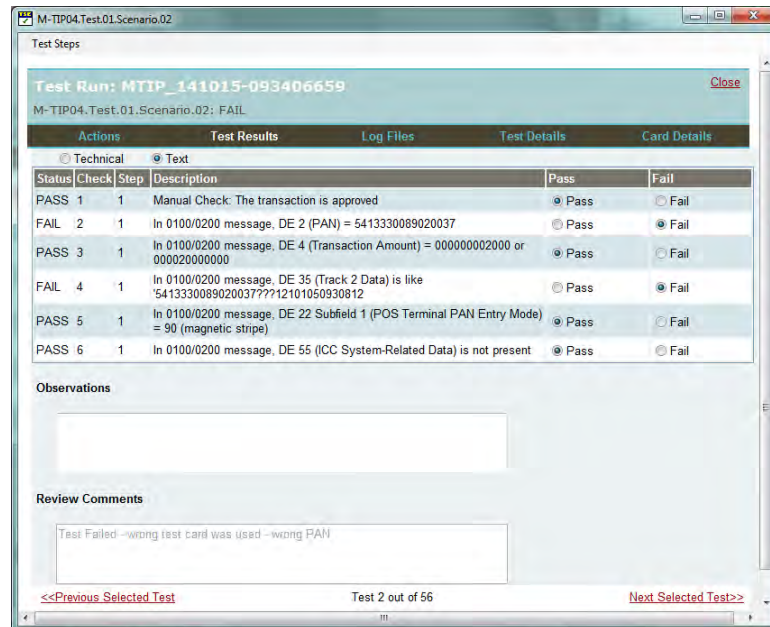 M-TIP04.Test.01.Scenario.02
Test Steps
Test Run: MTIP_141015-093406659
Close
M-TIP04.Test.01.Scenario.02: FAIL
Actions Test Results Log Files Test Details Card Details
Technical Text
Status Check Step Description Pass Fail
PASS 1 1 Manual Check: The transaction is approved Pass Fail
FAIL 2 1 In 0100/0200 message, DE 2 (PAN) = 5413330089020037 Pass Fail
PASS 3 1 In 0100/0200 message, DE 4 (Transaction Amount) = 000000002000 or
000020000000 Pass Fail
FAIL 4 1 In 0100/0200 message, DE 35 (Track 2 Data) is like
'5413330089020037???12101050930812 Pass Fail
PASS 5 1 In 0100/0200 message, DE 22 Subfield 1 (POS Terminal PAN Entry Mode)
= 90 (magnetic stripe) Pass Fail
PASS 6 1 In 0100/0200 message, DE 55 (ICC System-Related Data) is not present Pass Fail
Observations
Review Comments
Test Failed --wrong test card was used --wrong PAN
<<Previous Selected Test Test 2 out of 56 Next Selected Test>>